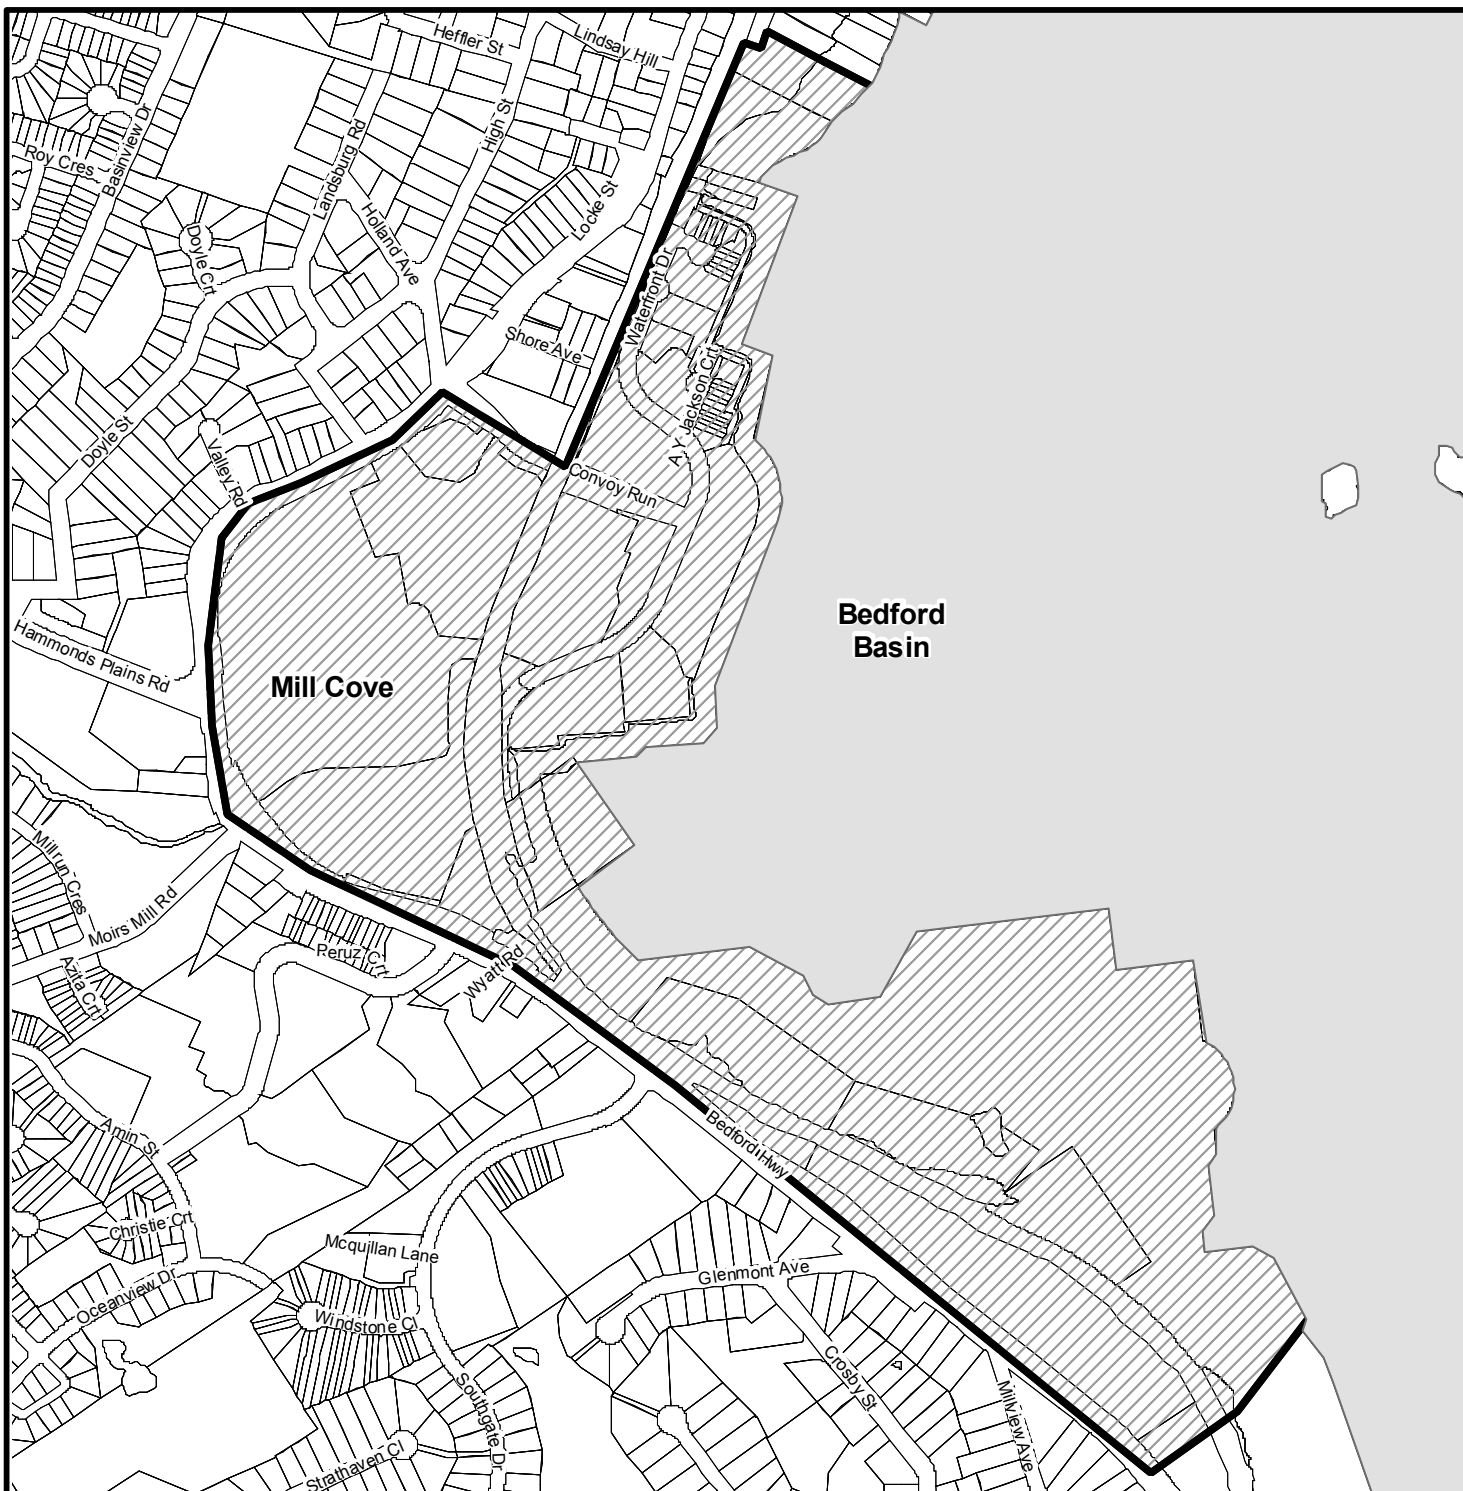 Heffler St
Lindsay Hill
Basinview Dr
Roy Cres
High St
Landsburg Rd
Holland Ave
Locke St
Doyle Crt
Waterfront Dr
Shore Ave
A Y Jackson Crt
Doyle St
Valley Rd
Convoy Run
Bedford
Basin
Hammonds Plains Rd
Mill Cove
Millrun Cres
Moirs Mill Rd
Peruz Crt
Wyatt Rd
Azita Crt
Amin St
Bedford Hwy
Christie Crt
Mcquillan Lane
Glenmont Ave
Oceanview Dr
Windstone Cl
Crosby St
Southgate Dr
Millview Ave
Strathaven Cl